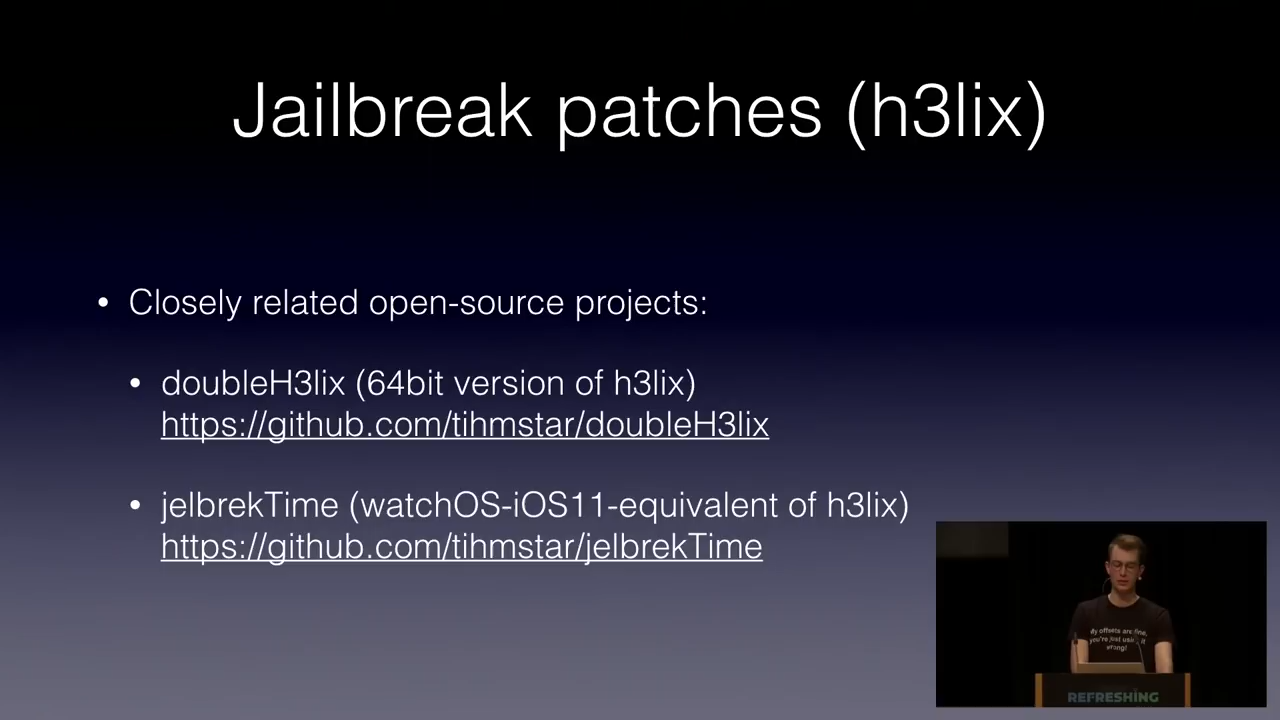 Jailbreak patches (h3lix)
• Closely related open-source projects:
• doubleH3lix (64bit version of h3lix)
https://github.com/tihmstar/doubleH3lix
• jelbrekTime (watchOS-iOS11-equivalent of h3lix)
https://github.com/tihmstar/jelbrekTime
My offsets are fine,
you're just using it
wrong!
REFRESHING